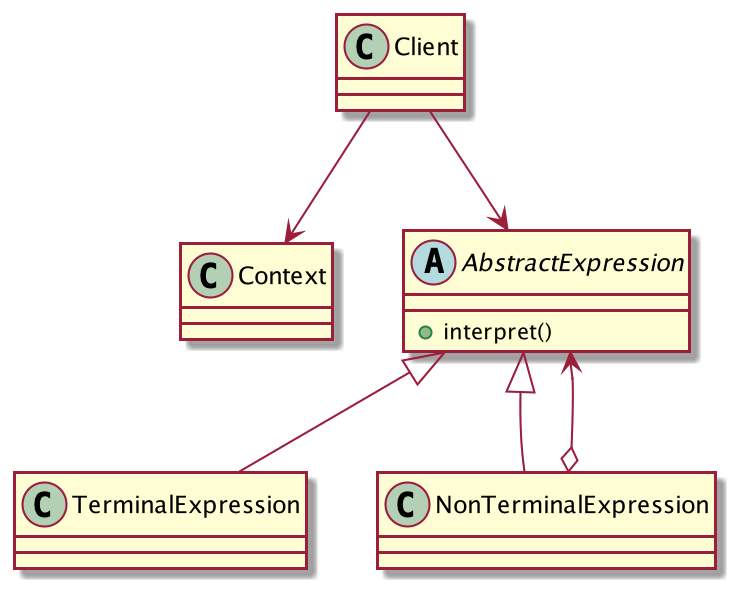 C Client
C Context
A AbstractExpression
interpret()
C TerminalExpression
C NonTerminalExpression